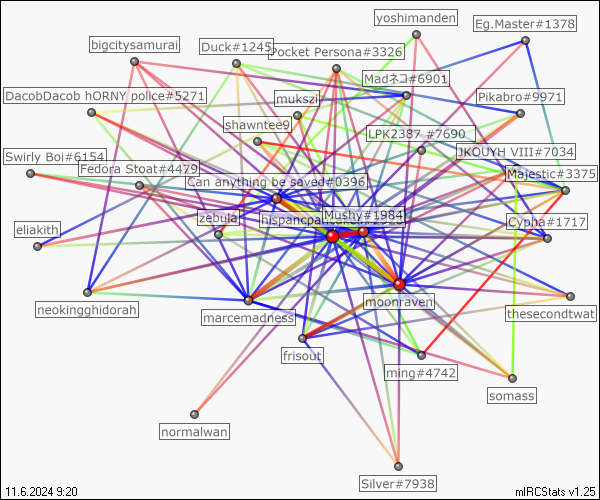 yoshimanden
Eg.Master#1378
bigcitysamurai
Duck#1245
Pocket Persona#3326
Madネコ#6901
DacobDacob hORNY police#5271
mukszi
Pikabro#9971
shawntee9
LPK2387 #7690
JKOUYH VIII#7034
Swirly Boi#6154
Fedora Stoat#4479
Majestic#3375
Can anything be saved#0396
zebula
Mushy#1984
Cypha#1717
eliakith
moonraven
neokingghidorah
marcemadness
thesecondtwat
frisout
ming#4742
somass
normalwan
Silver#7938
11.6.2024 9:20
mIRCStats v1.25